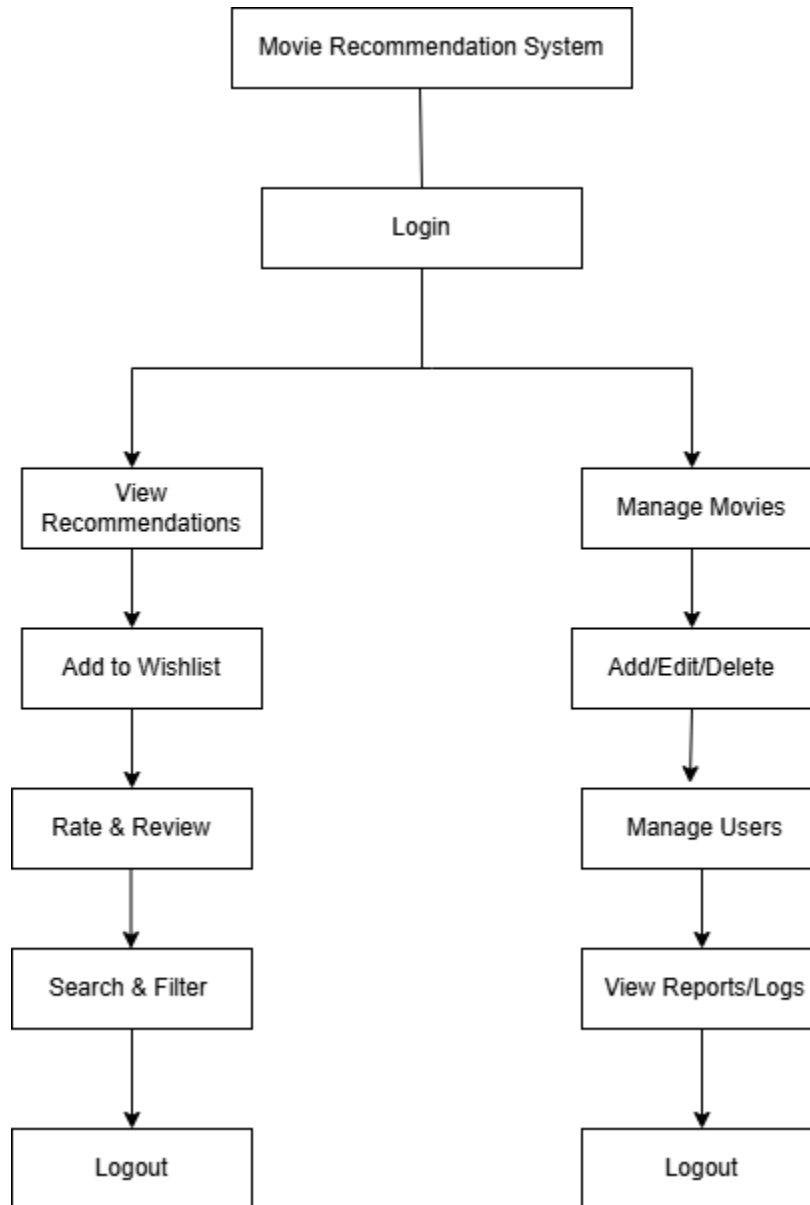 Movie Recommendation System
Login
View
Recommendations
Manage Movies
Add to Wishlist
Add/Edit/Delete
Rate & Review
Manage Users
Search & Filter
View Reports/Logs
Logout
Logout